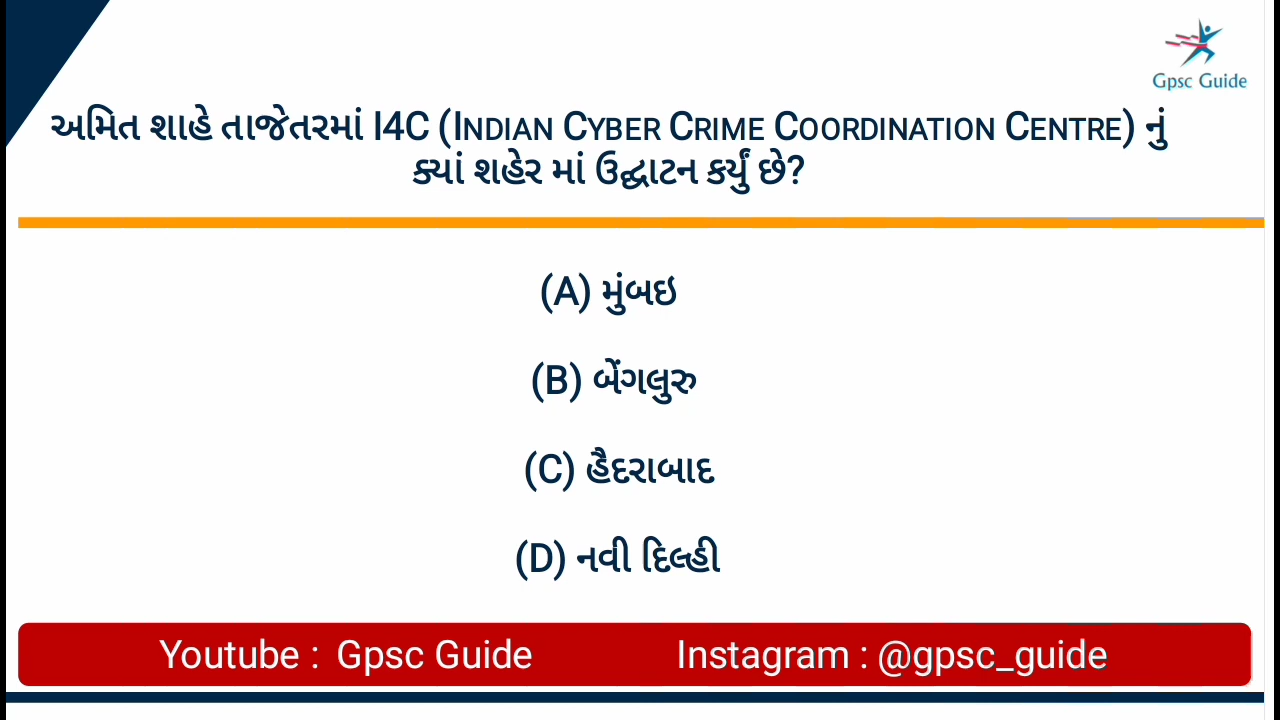 Gpsc Guide
અમિત શાહે તાજેતરમાં I4C (INDIAN CYBER CRIME COORDINATION CENTRE) નું
ક્યાં શહેર માં ઉદ્ઘાટન કર્યું છે?
(A) મુંબઇ
(B) બેંગલુરુ
(C) હૈદરાબાદ
(D) નવી દિલ્હી
Youtube : Gpsc Guide Instagram : @gpsc_guide